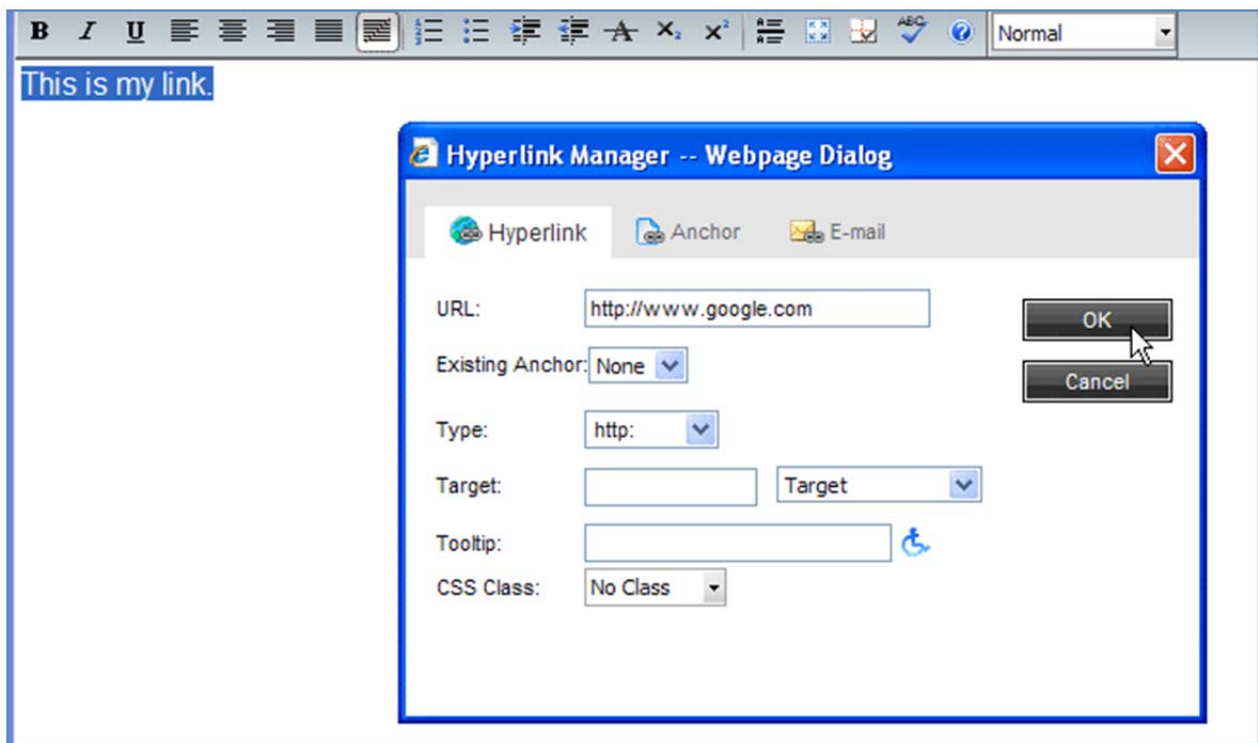 B I U ABC Normal
This is my link.
Hyperlink Manager -- Webpage Dialog
Hyperlink Anchor E-mail
URL: http://www.google.com OK
Existing Anchor: None Cancel
Type: http:
Target: Target
Tooltip:
CSS Class: No Class